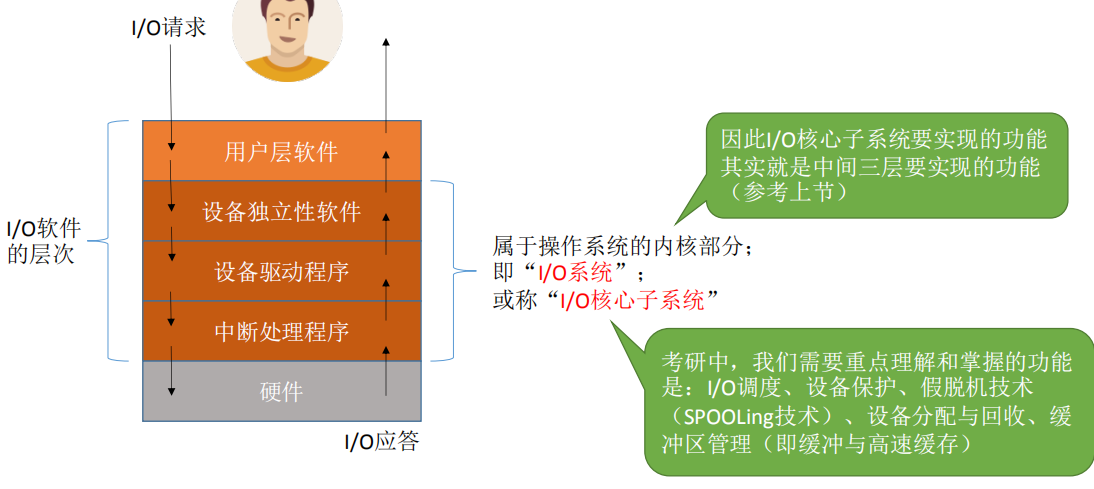 I/O请求
用户层软件
设备独立性软件
设备驱动程序
中断处理程序
硬件
I/O应答
I/O软件
的层次
属于操作系统的内核部分；
即“I/O系统”；
或称“I/O核心子系统”
因此I/O核心子系统要实现的功能
其实就是中间三层要实现的功能
（参考上节）
考研中，我们需要重点理解和掌握的功能
是：I/O调度、设备保护、假脱机技术
（SPOOLing技术）、设备分配与回收、缓
冲区管理（即缓冲与高速缓存）